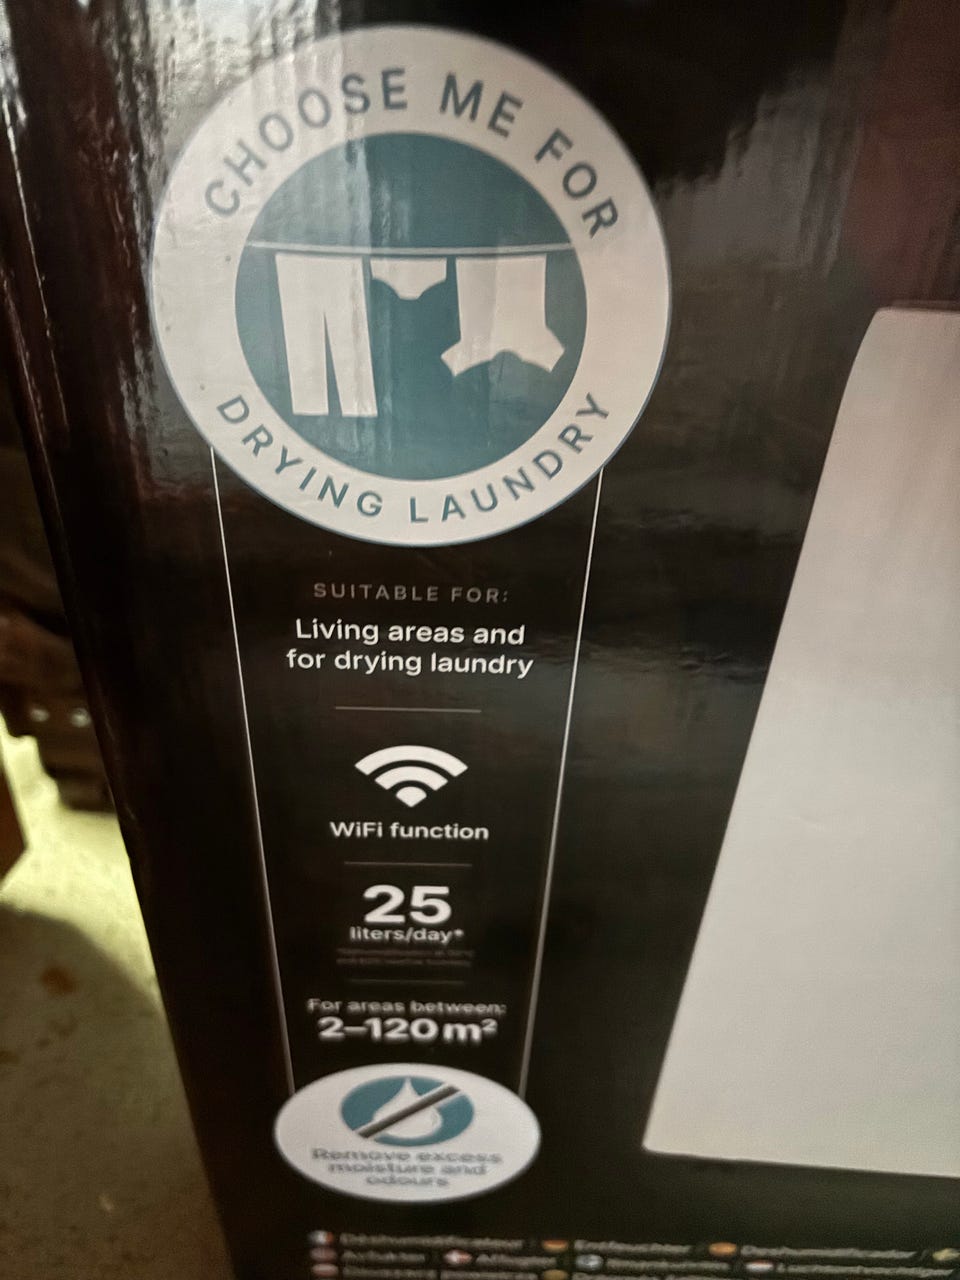 CHOOSE ME FOR
DRYING LAUNDRY
SUITABLE FOR:
Living areas and
for drying laundry
WiFi function
25
liters/day*
For areas between:
2–120 m²
Remove excess
moisture and
odours